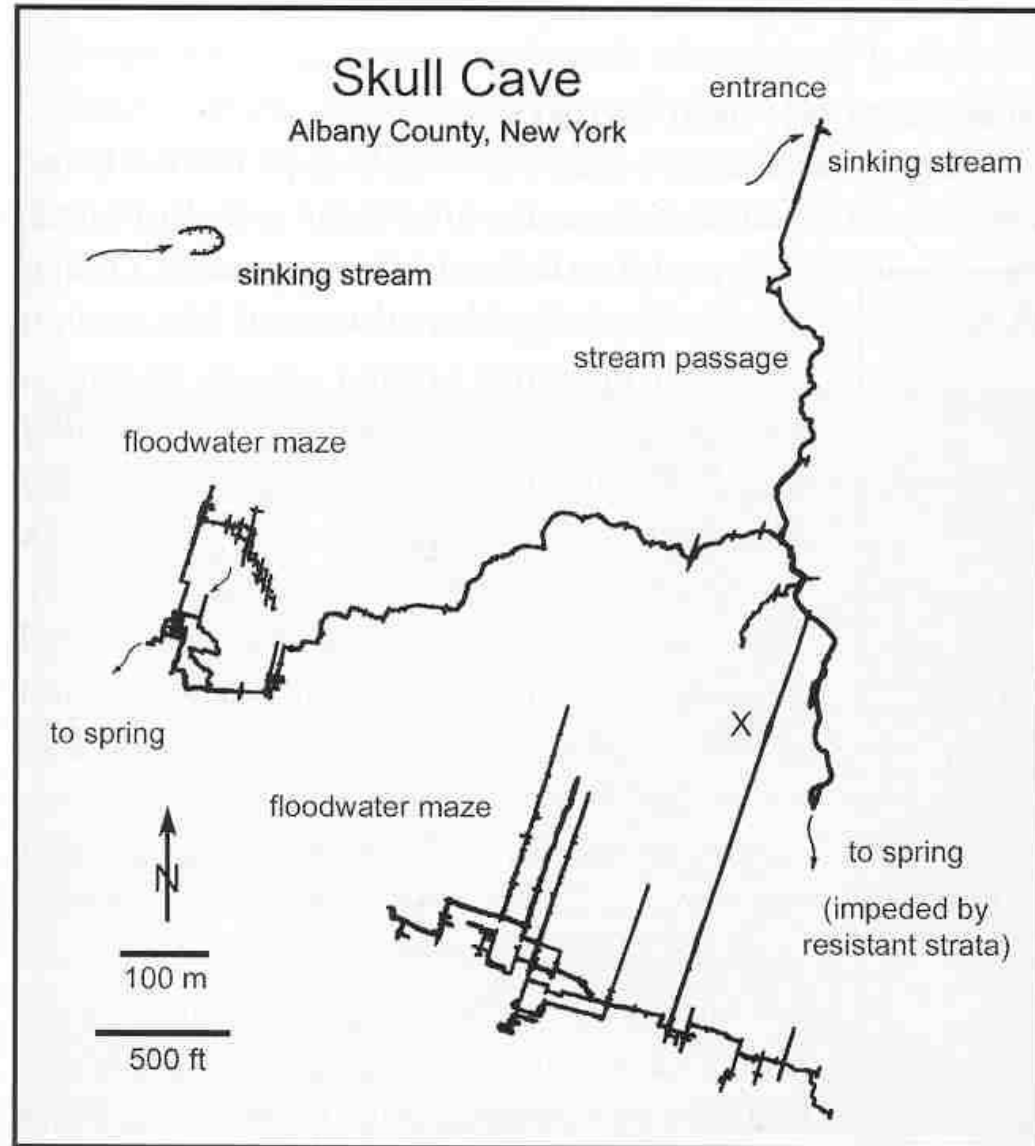 Skull Cave
Albany County, New York
entrance
sinking stream
sinking stream
stream passage
floodwater maze
to spring
X
floodwater maze
to spring
(impeded by
resistant strata)
N
100 m
500 ft